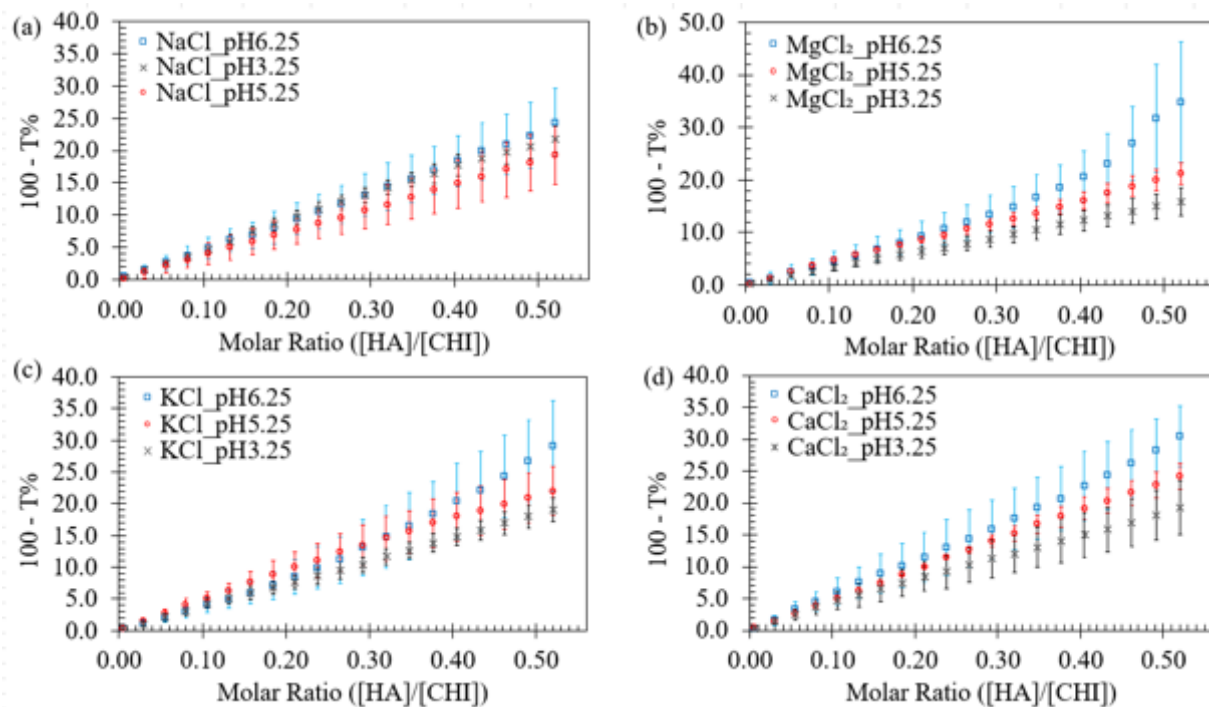 (a)
40.0
35.0
30.0
25.0
20.0
15.0
10.0
5.0
0.0
100 - T%
NaCl_pH6.25
NaCl_pH3.25
NaCl_pH5.25
0.00 0.10 0.20 0.30 0.40 0.50
Molar Ratio ([HA]/[CHI])
(b)
50.0
40.0
30.0
20.0
10.0
0.0
100 - T%
MgCl₂_pH6.25
MgCl₂_pH5.25
MgCl₂_pH3.25
0.00 0.10 0.20 0.30 0.40 0.50
Molar Ratio ([HA]/[CHI])
(c)
40.0
35.0
30.0
25.0
20.0
15.0
10.0
5.0
0.0
100 - T%
KCl_pH6.25
KCl_pH5.25
KCl_pH3.25
0.00 0.10 0.20 0.30 0.40 0.50
Molar Ratio ([HA]/[CHI])
(d)
40.0
35.0
30.0
25.0
20.0
15.0
10.0
5.0
0.0
100 - T%
CaCl₂_pH6.25
CaCl₂_pH5.25
CaCl₂_pH3.25
0.00 0.10 0.20 0.30 0.40 0.50
Molar Ratio ([HA]/[CHI])